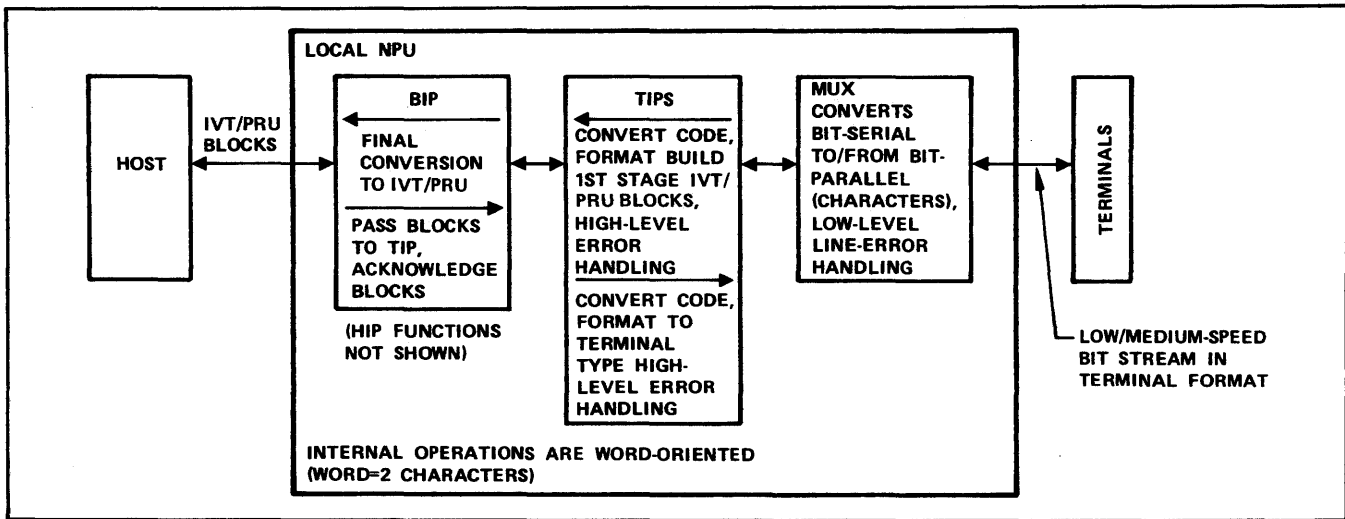 LOCAL NPU
HOST
IVT/PRU
BLOCKS
BIP
FINAL
CONVERSION
TO IVT/PRU
PASS BLOCKS
TO TIP,
ACKNOWLEDGE
BLOCKS
(HIP FUNCTIONS
NOT SHOWN)
TIPS
CONVERT CODE,
FORMAT BUILD
1ST STAGE IVT/
PRU BLOCKS,
HIGH-LEVEL
ERROR
HANDLING
CONVERT CODE,
FORMAT TO
TERMINAL
TYPE HIGH-
LEVEL ERROR
HANDLING
MUX
CONVERTS
BIT-SERIAL
TO/FROM BIT-
PARALLEL
(CHARACTERS),
LOW-LEVEL
LINE-ERROR
HANDLING
TERMINALS
LOW/MEDIUM-SPEED
BIT STREAM IN
TERMINAL FORMAT
INTERNAL OPERATIONS ARE WORD-ORIENTED
(WORD=2 CHARACTERS)